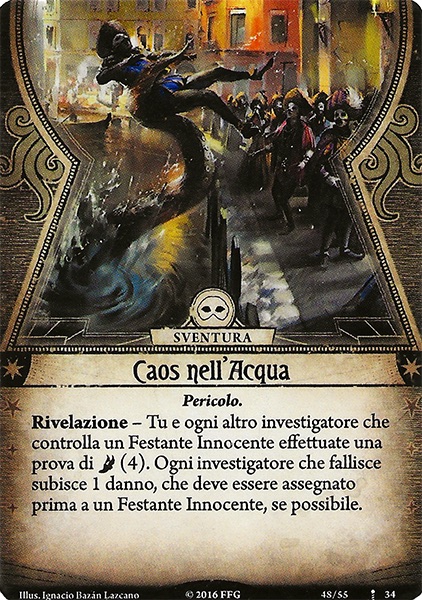 SVENTURA
Caos nell'Acqua
Pericolo.
Rivelazione – Tu e ogni altro investigatore che
controlla un Festante Innocente effettuate una
prova di (4). Ogni investigatore che fallisce
subisce 1 danno, che deve essere assegnato
prima a un Festante Innocente, se possibile.
Illus. Ignacio Bazán Lazcano © 2016 FFG 48/55 34